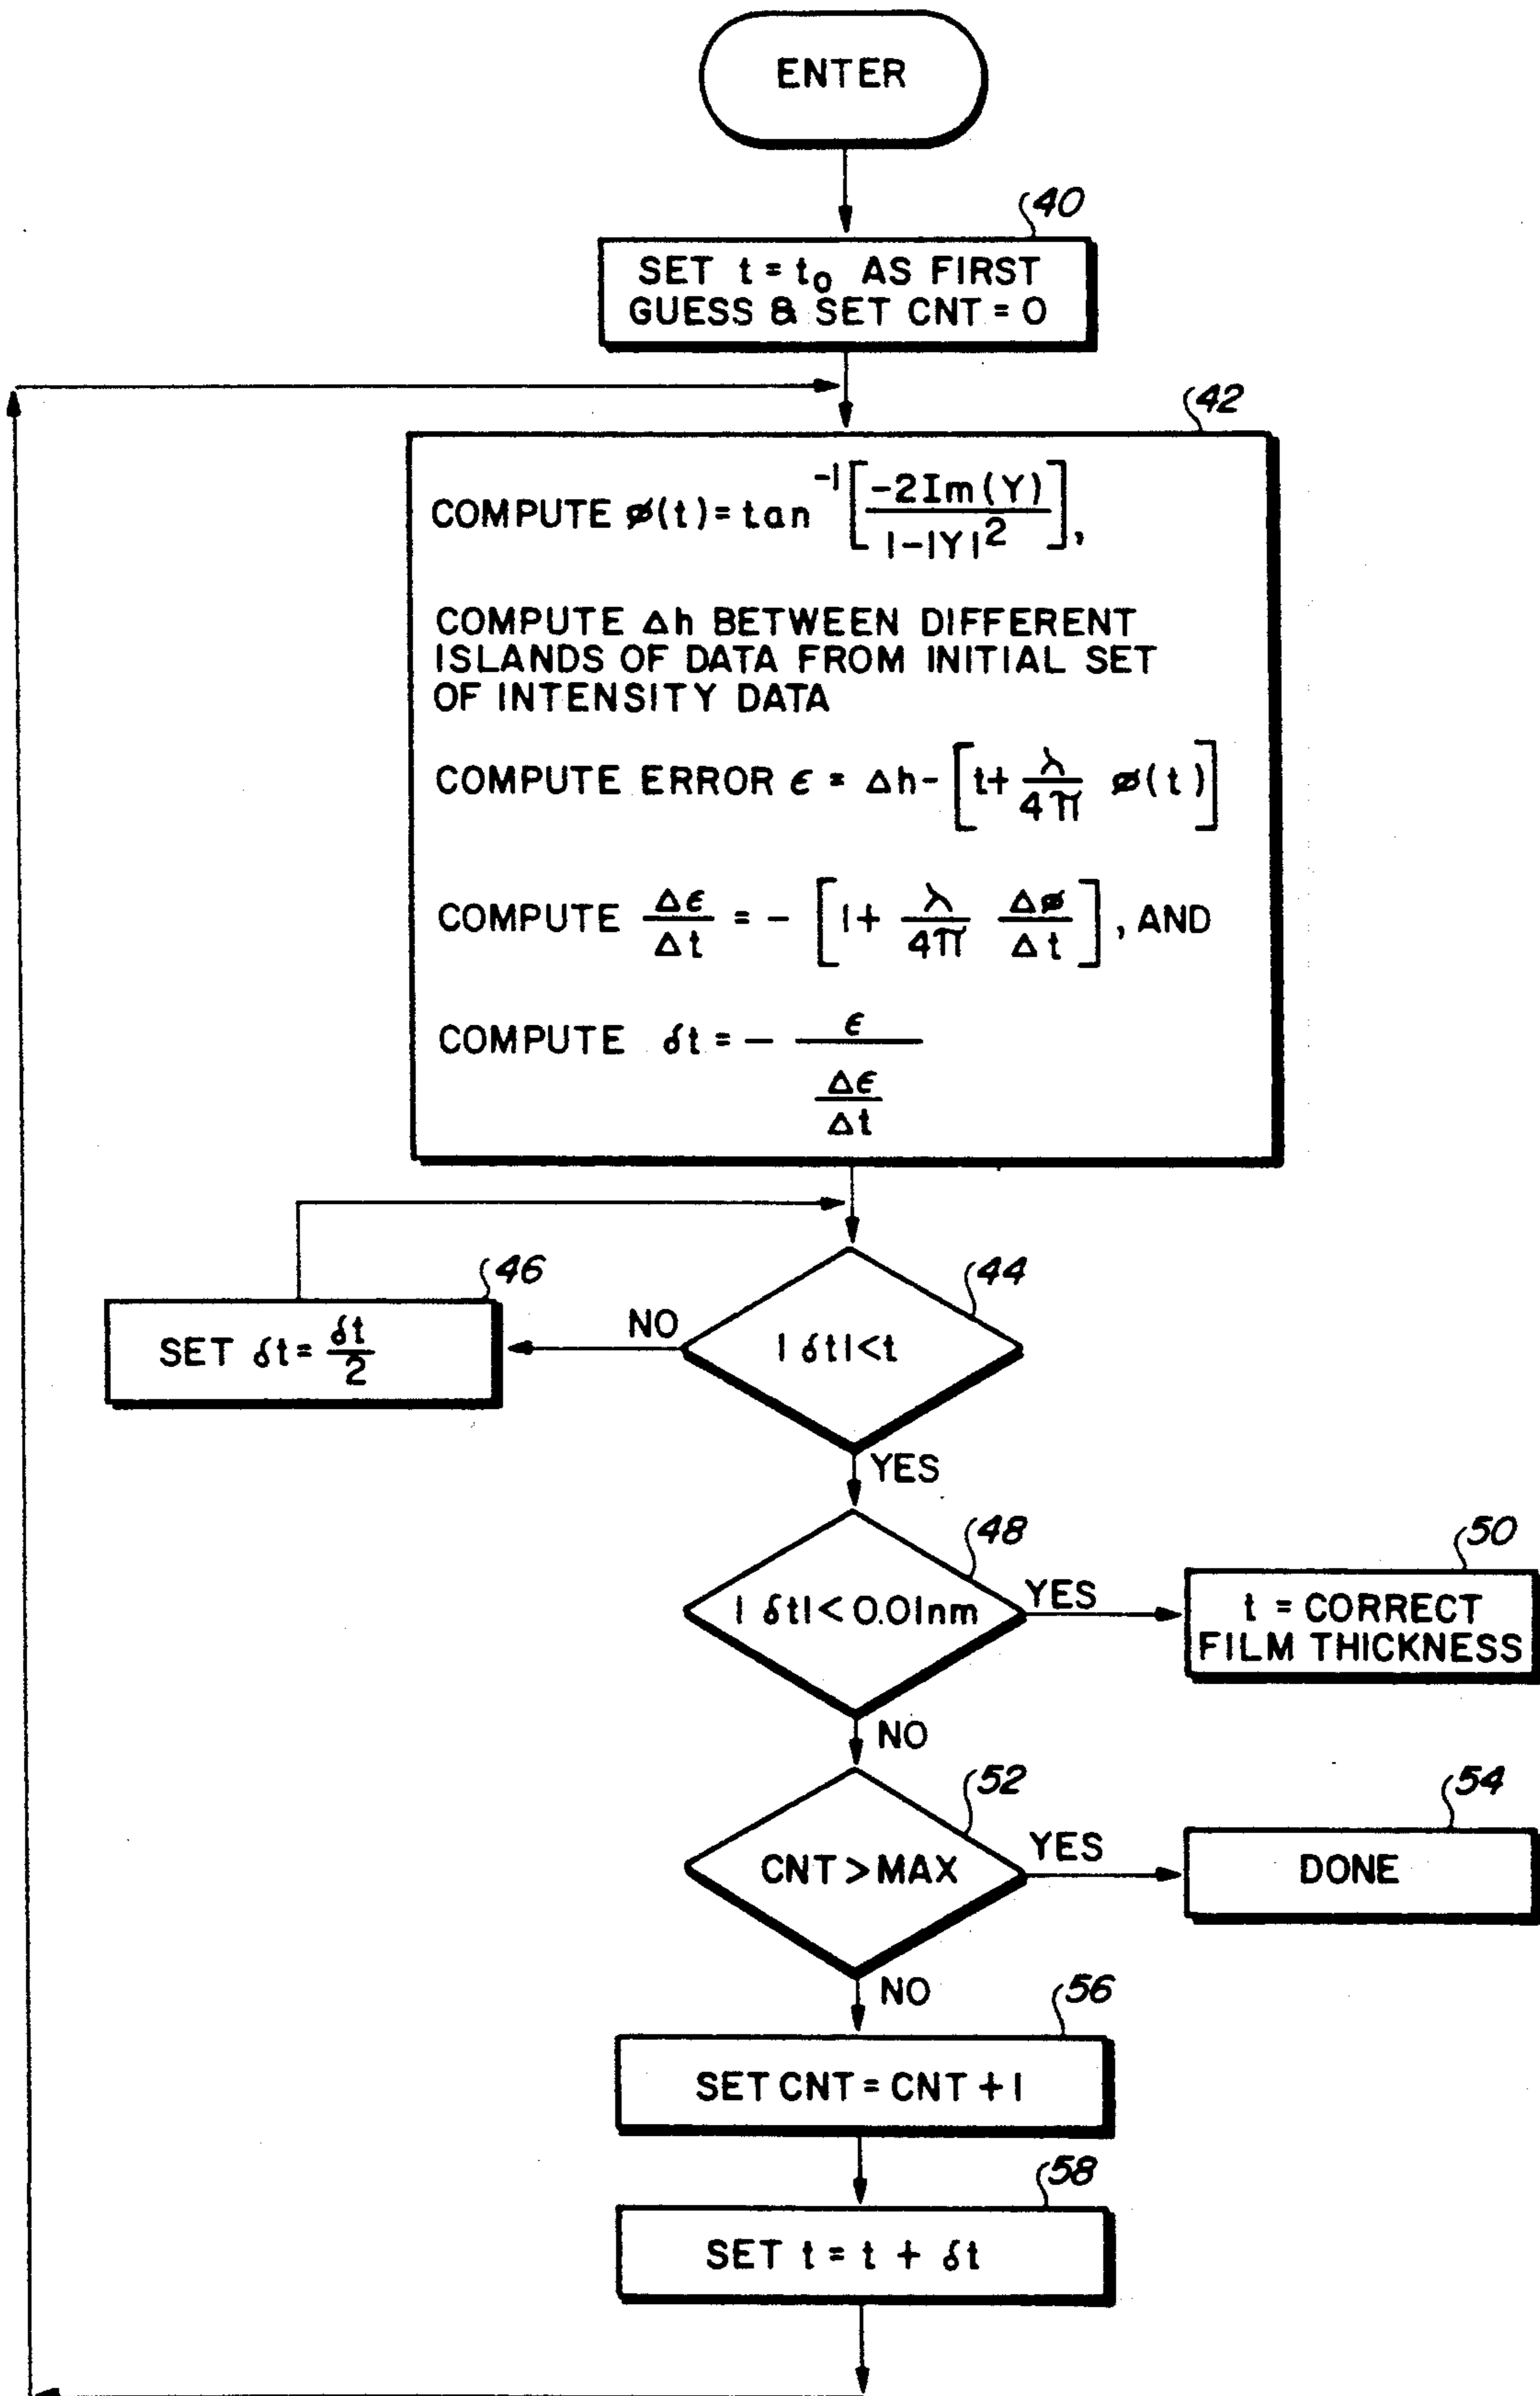 ENTER
40
SET t = t₀ AS FIRST
GUESS & SET CNT = 0
42
COMPUTE ø(t) = tan⁻¹[-2Im(Y) / 1-|Y|²],
COMPUTE Δh BETWEEN DIFFERENT
ISLANDS OF DATA FROM INITIAL SET
OF INTENSITY DATA
COMPUTE ERROR ϵ = Δh - [t + λ/4π ø(t)]
COMPUTE Δϵ/Δt = - [1 + λ/4π Δø/Δt], AND
COMPUTE δt = - ϵ / (Δϵ/Δt)
46
44
SET δt = δt/2
NO
|δt| < t
YES
48
50
|δt| < 0.01nm
YES
t = CORRECT
FILM THICKNESS
NO
52
54
CNT > MAX
YES
DONE
NO
56
SET CNT = CNT + 1
58
SET t = t + δt